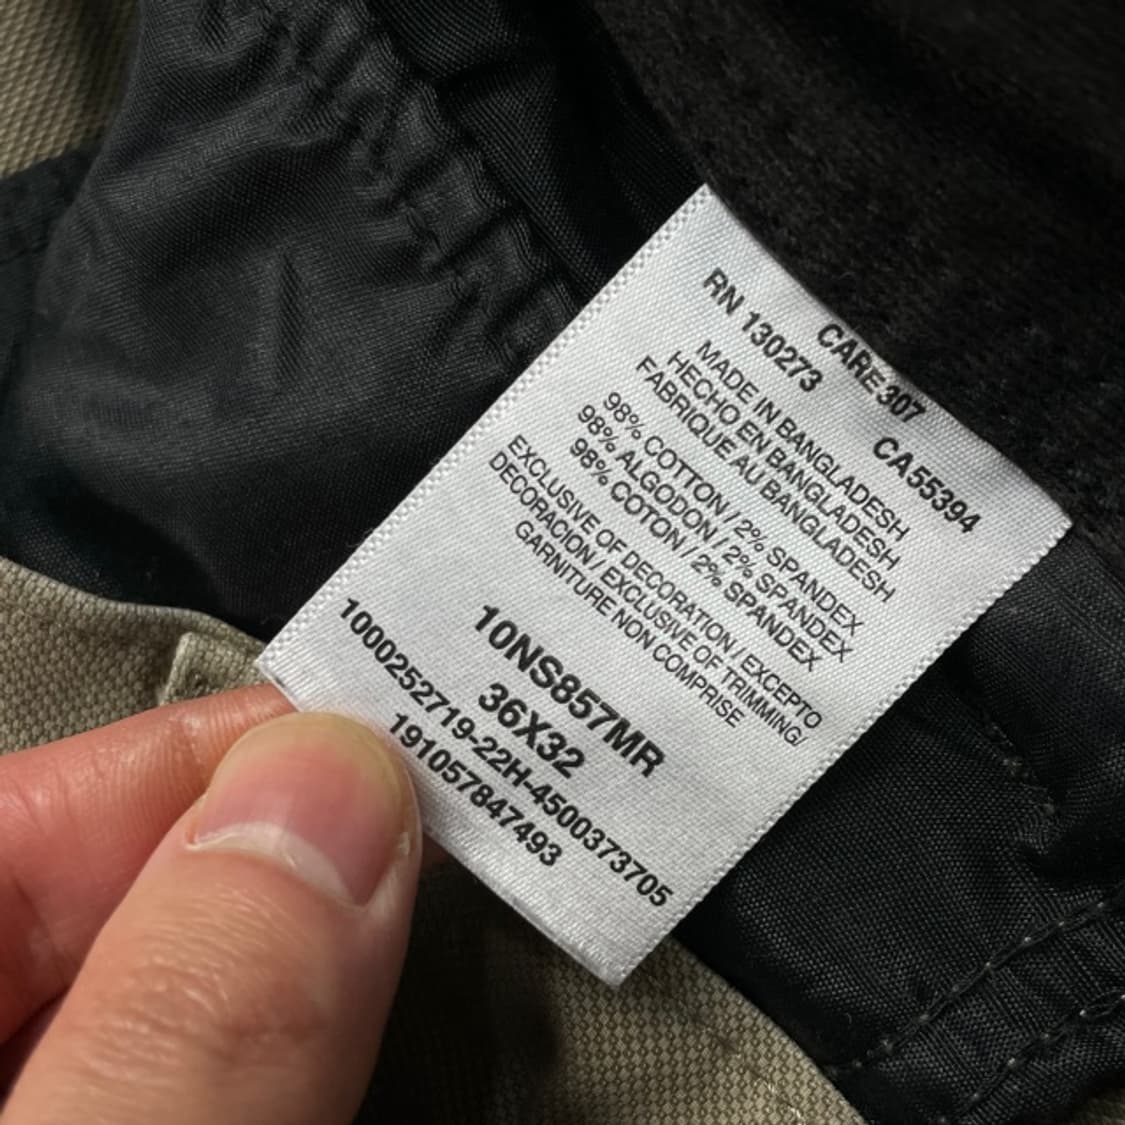 CARE 307
RN 130273 CA55394
MADE IN BANGLADESH
HECHO EN BANGLADESH
FABRIQUE AU BANGLADESH
98% COTTON / 2% SPANDEX
98% ALGODON / 2% SPANDEX
98% COTON / 2% SPANDEX
EXCLUSIVE OF DECORATION / EXCEPTO
DECORACION / EXCLUSIVE OF TRIMMING/
GARNITURE NON COMPRISE
10NS857MR
36X32
1000252719-22H-4500373705
191057847493